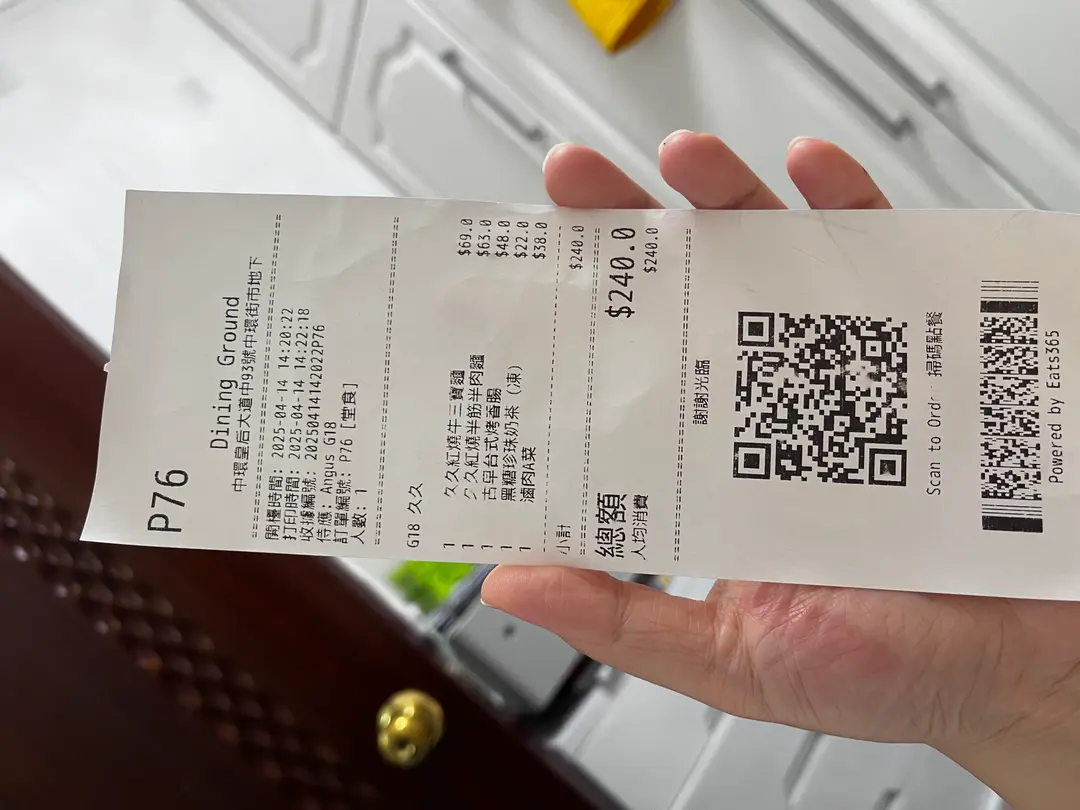 P76
Dining Ground
中環皇后大道中93號中環街市地下
開檯時間: 2025-04-14 14:20:22
打印時間: 2025-04-14 14:22:18
收據編號: 20250414142022P76
侍應: Angus G18
訂單編號: P76 [堂食]
人數: 1
G18 久久
1 久久紅燒牛三寶麵 $69.0
1 久久紅燒半筋半肉麵 $63.0
1 古早台式烤香腸 $48.0
1 黑糖珍珠奶茶 (凍) $22.0
1 滷肉A菜 $38.0
小計 $240.0
總額 $240.0
人均消費 $240.0
謝謝光臨
Scan to Order 掃碼點餐
Powered by Eats365